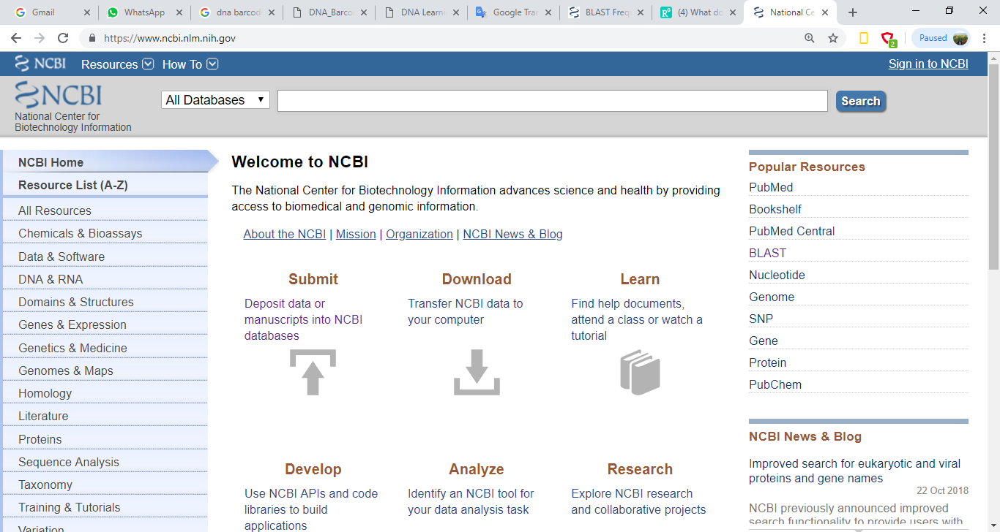 Gmail
WhatsApp
dna barcod
DNA_Barco
DNA Learni
Google Tran
BLAST Freq
(4) What do
National Ce
https://www.ncbi.nlm.nih.gov
2
Paused
NCBI
Resources
How To
Sign in to NCBI
NCBI
National Center for
Biotechnology Information
All Databases
Search
NCBI Home
Resource List (A-Z)
All Resources
Chemicals & Bioassays
Data & Software
DNA & RNA
Domains & Structures
Genes & Expression
Genetics & Medicine
Genomes & Maps
Homology
Literature
Proteins
Sequence Analysis
Taxonomy
Training & Tutorials
Variation
Welcome to NCBI
The National Center for Biotechnology Information advances science and health by providing
access to biomedical and genomic information.
About the NCBI | Mission | Organization | NCBI News & Blog
Submit
Deposit data or
manuscripts into NCBI
databases
Download
Transfer NCBI data to
your computer
Learn
Find help documents,
attend a class or watch a
tutorial
Develop
Use NCBI APIs and code
libraries to build
applications
Analyze
Identify an NCBI tool for
your data analysis task
Research
Explore NCBI research
and collaborative projects
Popular Resources
PubMed
Bookshelf
PubMed Central
BLAST
Nucleotide
Genome
SNP
Gene
Protein
PubChem
NCBI News & Blog
Improved search for eukaryotic and viral
proteins and gene names
22 Oct 2018
NCBI previously announced improved
search functionality to provide users with